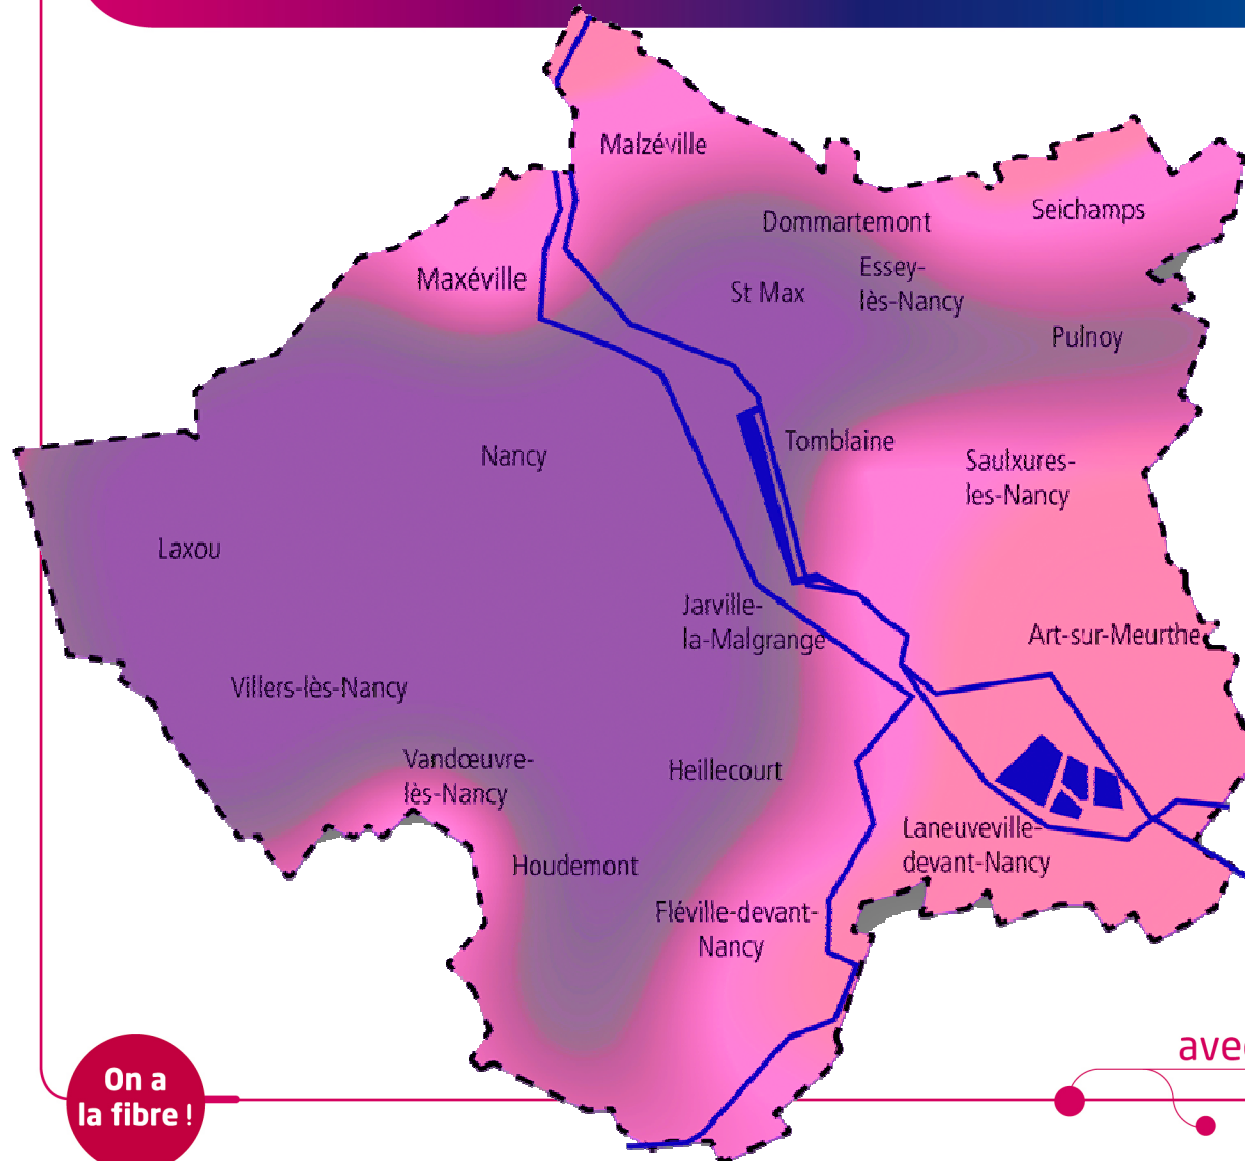 Malzéville
Seichamps
Dommartemont
Maxéville
Essey-
lès-Nancy
St Max
Pulnoy
Tomblaine
Nancy
Saulxures-
les-Nancy
Laxou
Jarville-
la-Malgrange
Art-sur-Meurthe
Villers-lès-Nancy
Vandœuvre-
lès-Nancy
Heillecourt
Laneuveville-
devant-Nancy
Houdemont
Fléville-devant-
Nancy
On a
la fibre !